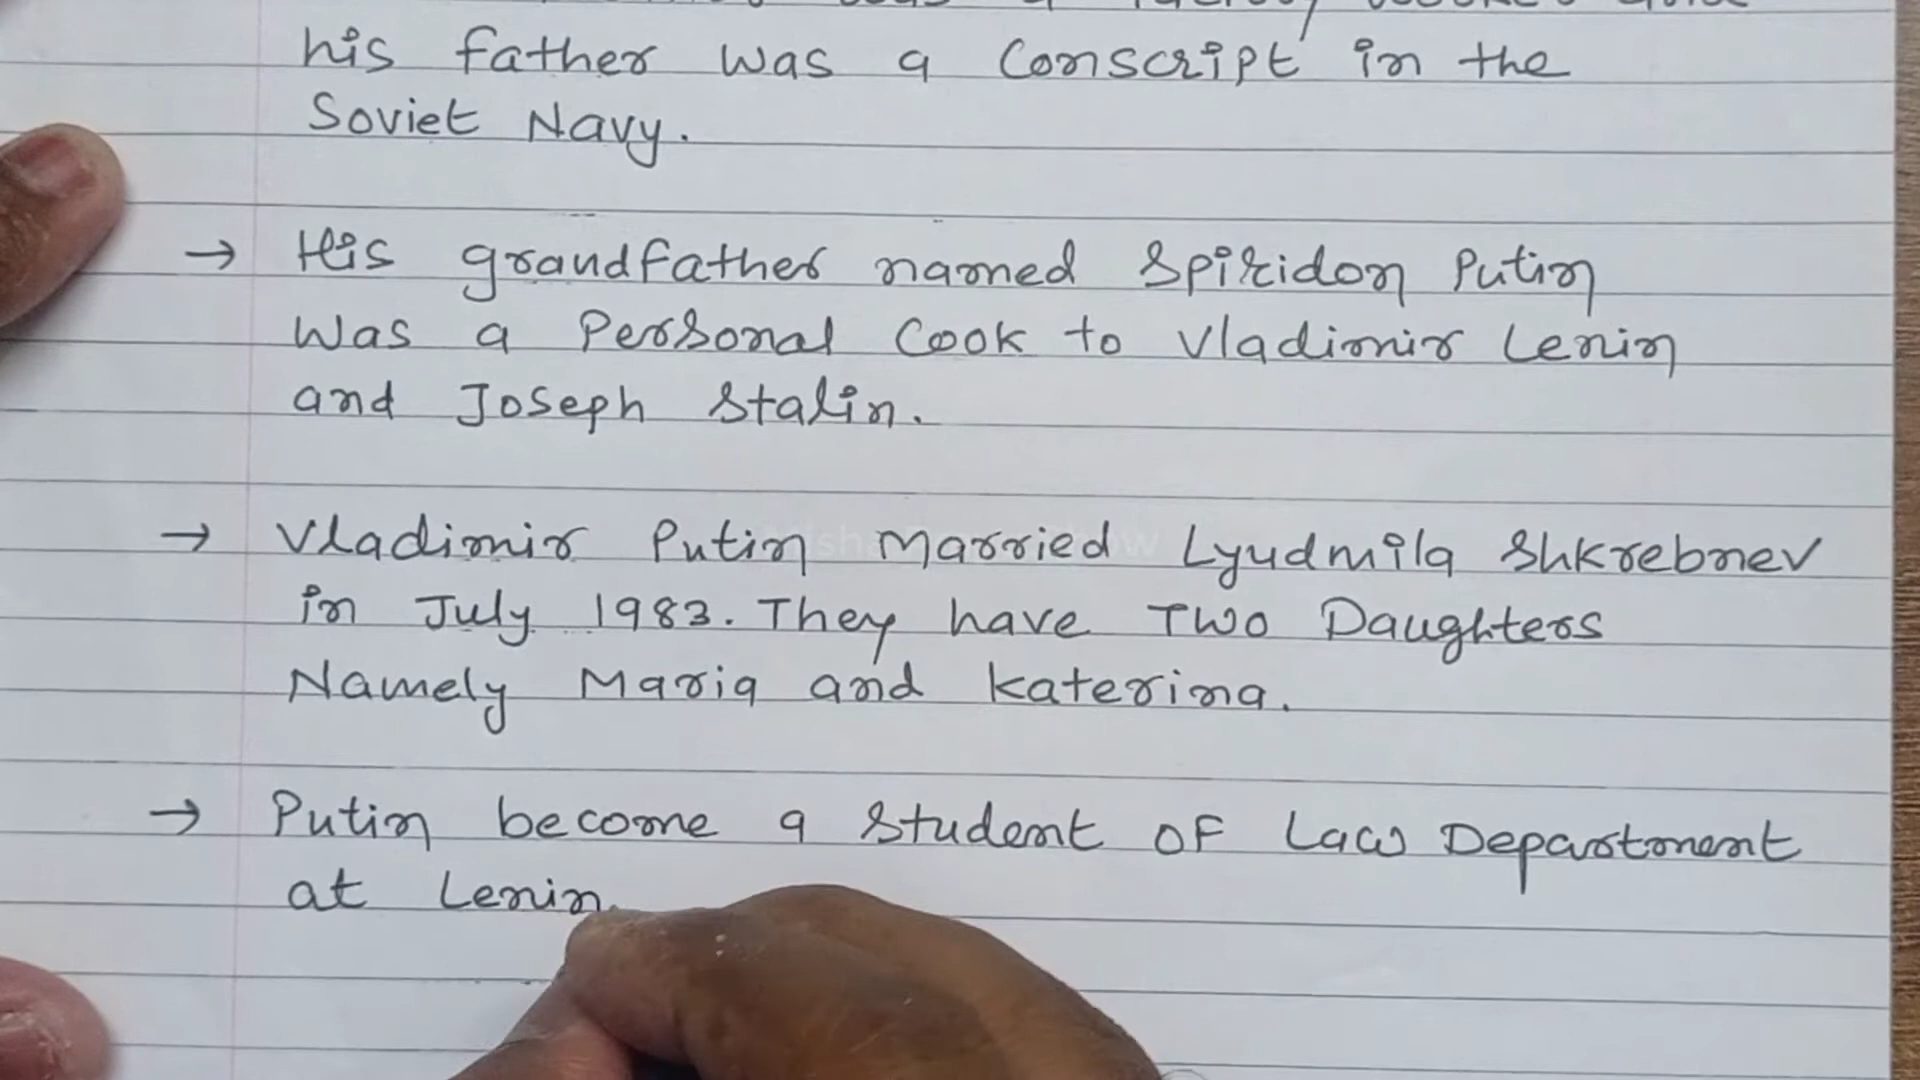 his father was a Conscript in the
Soviet Navy.
→ His grandfather named Spiridon Putin
Was a Personal Cook to Vladimir Lenin
and Joseph Stalin.
→ Vladimir Putin Married Lyudmila Shkrebnev
in July 1983. They have Two Daughters
Namely Maria and Katerina.
→ Putin become a Student of Law Department
at Lenin